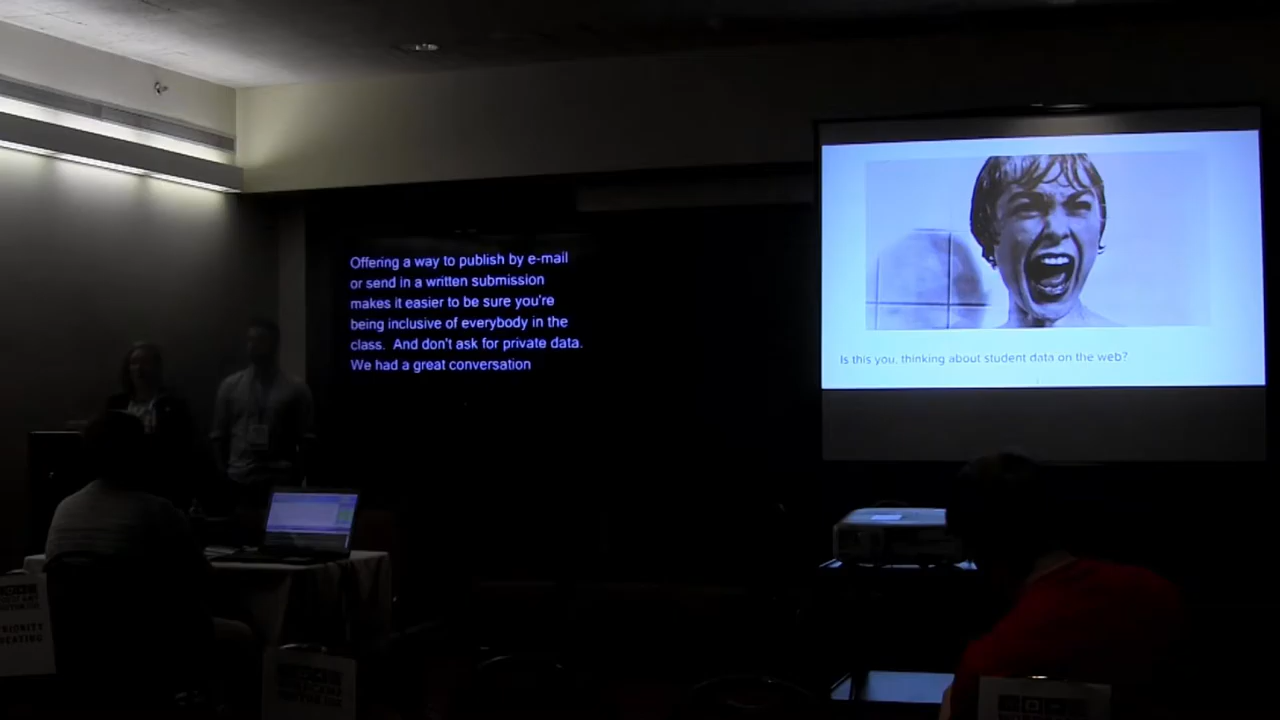 Offering a way to publish by e-mail
or send in a written submission
makes it easier to be sure you're
being inclusive of everybody in the
class.  And don't ask for private data.
We had a great conversation
Is this you, thinking about student data on the web?